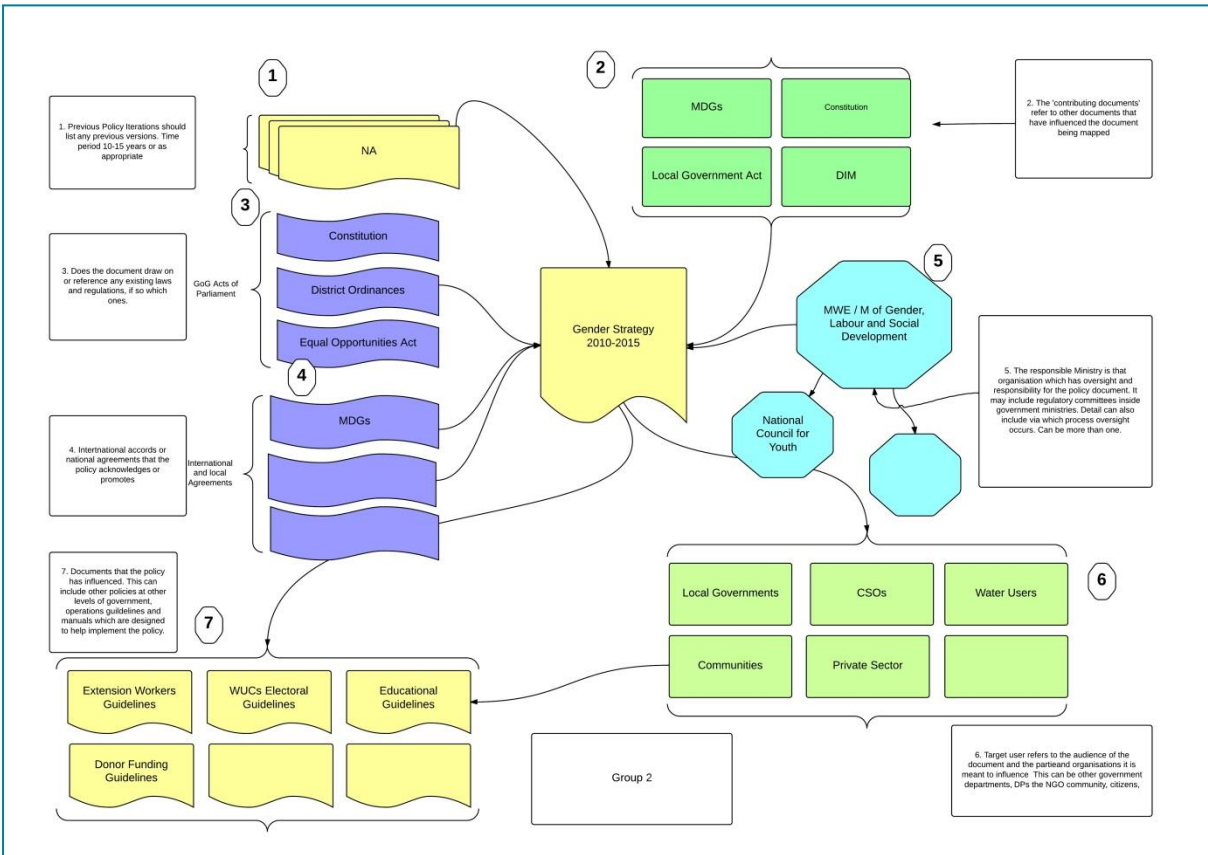 1
1. Previous Policy Iterations should
list any previous versions. Time
period 10-15 years or as
appropriate
NA
2
MDGs
Constitution
Local Government Act
DIM
2. The 'contributing documents'
refer to other documents that
have influenced the document
being mapped
3
3. Does the document draw on
or reference any existing laws
and regulations, if so which
ones.
GoG Acts of
Parliament
Constitution
District Ordinances
Equal Opportunities Act
Gender Strategy
2010-2015
5
MWE / M of Gender,
Labour and Social
Development
National
Council for
Youth
5. The responsible Ministry is that
organisation which has oversight and
responsibility for the policy document. It
may include regulatory committees inside
government ministries. Detail can also
include via which process oversight
occurs. Can be more than one.
4
4. Intertnational accords or
national agreements that the
policy acknowledges or
promotes
International
and local
Agreements
MDGs
7. Documents that the policy
has influenced. This can
include other policies at other
levels of government,
operations guildelines and
manuals which are designed
to help implement the policy.
7
Extension Workers
Guidelines
WUCs Electoral
Guidelines
Educational
Guidelines
Donor Funding
Guidelines
6
Local Governments
CSOs
Water Users
Communities
Private Sector
Group 2
6. Target user refers to the audience of the
document and the partieand organisations it is
meant to influence  This can be other government
departments, DPs the NGO community, citizens,